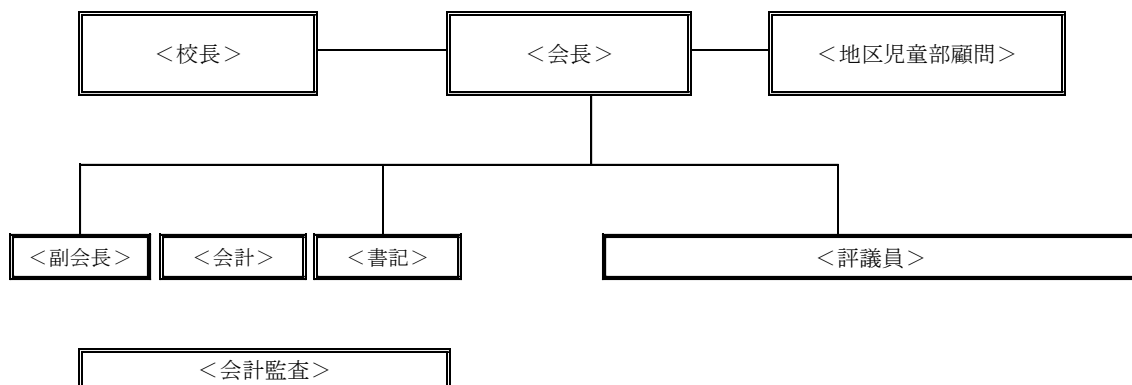 ＜校長＞
＜会長＞
＜地区児童部顧問＞
＜副会長＞
＜会計＞
＜書記＞
＜評議員＞
＜会計監査＞